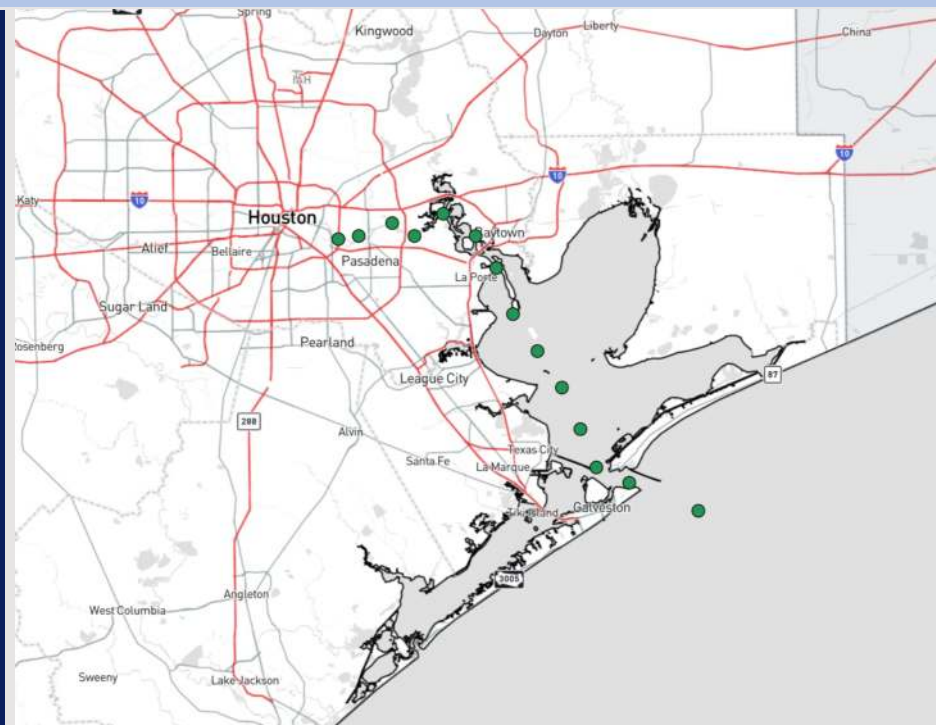 Spring
Kingwood
Dayton
Liberty
China
10
10
Katy
10
Houston
Baytown
Alief
Bellaire
Pasadena
La Porte
Sugar Land
Rosenberg
Pearland
League City
87
288
Alvin
Texas City
Santa Fe
La Marque
Tiki Island
Galveston
3005
West Columbia
Angleton
Sweeny
Lake Jackson